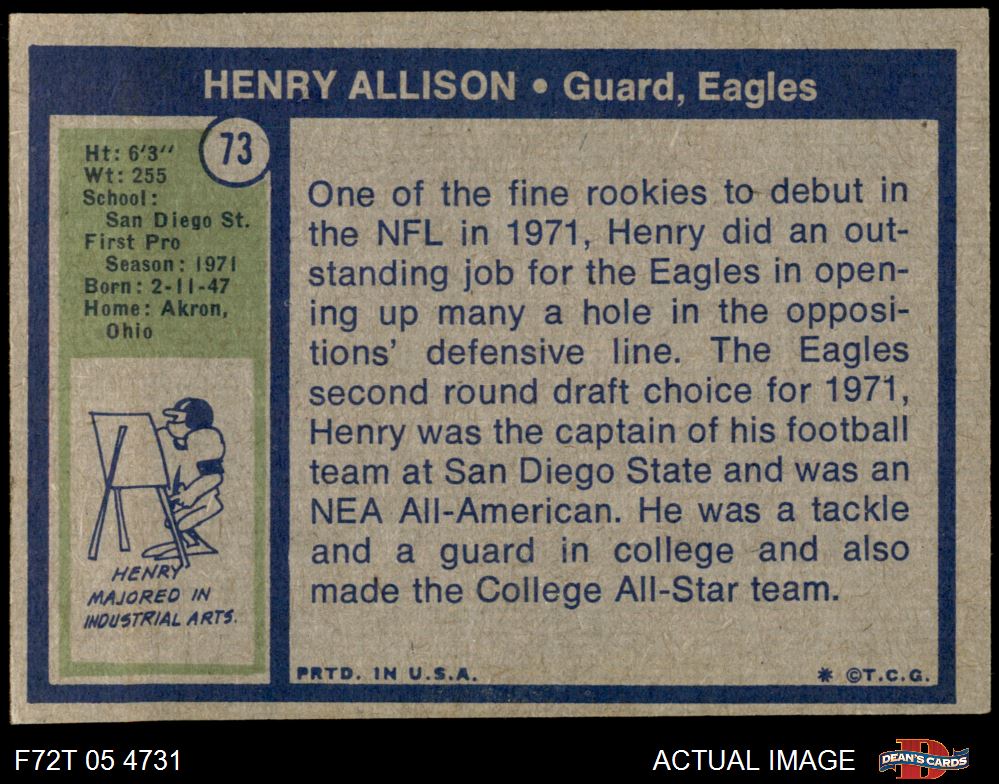 HENRY ALLISON • Guard, Eagles
73
Ht: 6'3''
Wt: 255
School:
San Diego St.
First Pro
Season: 1971
Born: 2-11-47
Home: Akron,
Ohio
HENRY
MAJORED IN
INDUSTRIAL ARTS.
One of the fine rookies to debut in
the NFL in 1971, Henry did an out-
standing job for the Eagles in open-
ing up many a hole in the opposi-
tions' defensive line. The Eagles
second round draft choice for 1971,
Henry was the captain of his football
team at San Diego State and was an
NEA All-American. He was a tackle
and a guard in college and also
made the College All-Star team.
PRTD. IN U.S.A.
* ©T.C.G.
F72T 05 4731
ACTUAL IMAGE
D
DEAN'S CARDS